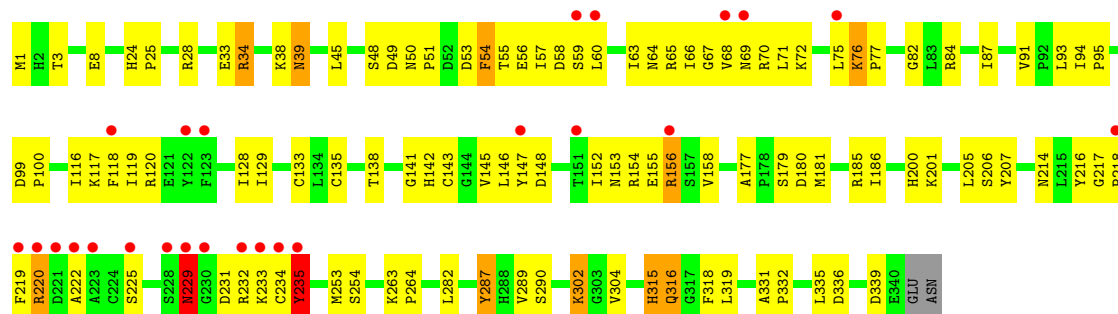 M1 H2 T3 E8 H24 P25 R28 E33 R34 K38 N39 L45 S48 D49 N50 P51 D52 D53 F54 T55 E56 I57 D58 S59 L60 I63 N64 R65 I66 G67 V68 N69 R70 L71 K72 L75 K76 P77 G82 L83 R84 I87 V91 P92 L93 I94 P95
D99 P100 I116 K117 F118 I119 R120 E121 Y122 F123 I128 I129 C133 L134 C135 T138 G141 H142 C143 G144 V145 L146 Y147 D148 T151 I152 N153 R154 E155 R156 S157 V158 A177 P178 S179 D180 M181 R185 I186 H200 K201 L205 S206 Y207 N214 L215 Y216 G217 P218
F219 R220 D221 A222 A223 C224 S225 S228 N229 G230 D231 R232 K233 C234 Y235 M253 S254 K263 P264 L282 Y287 H288 V289 S290 K302 G303 V304 H315 Q316 G317 F318 L319 A331 P332 L335 D336 D339 E340 GLU ASN